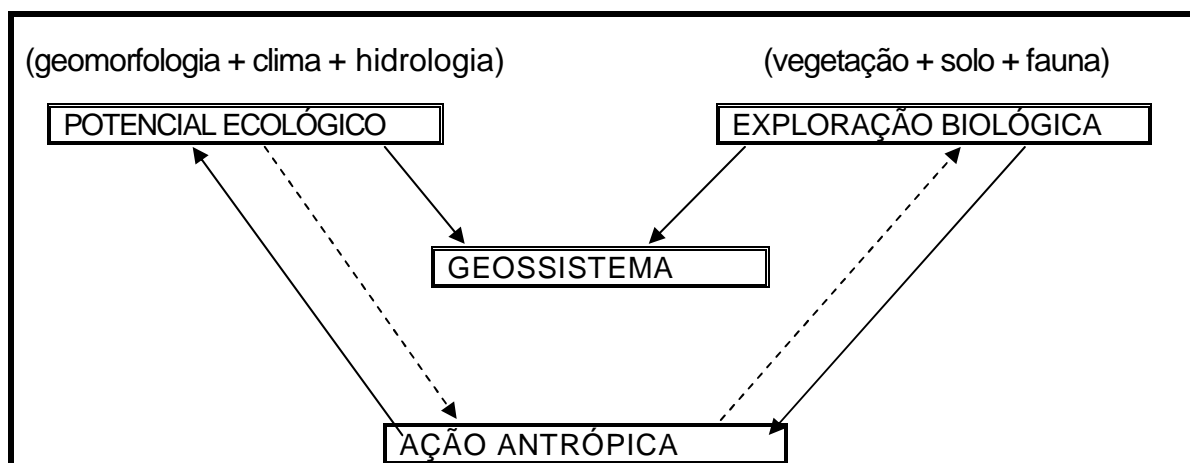 (geomorfologia + clima + hidrologia) (vegetação + solo + fauna)
POTENCIAL ECOLÓGICO EXPLORAÇÃO BIOLÓGICA
GEOSSISTEMA
AÇÃO ANTRÓPICA